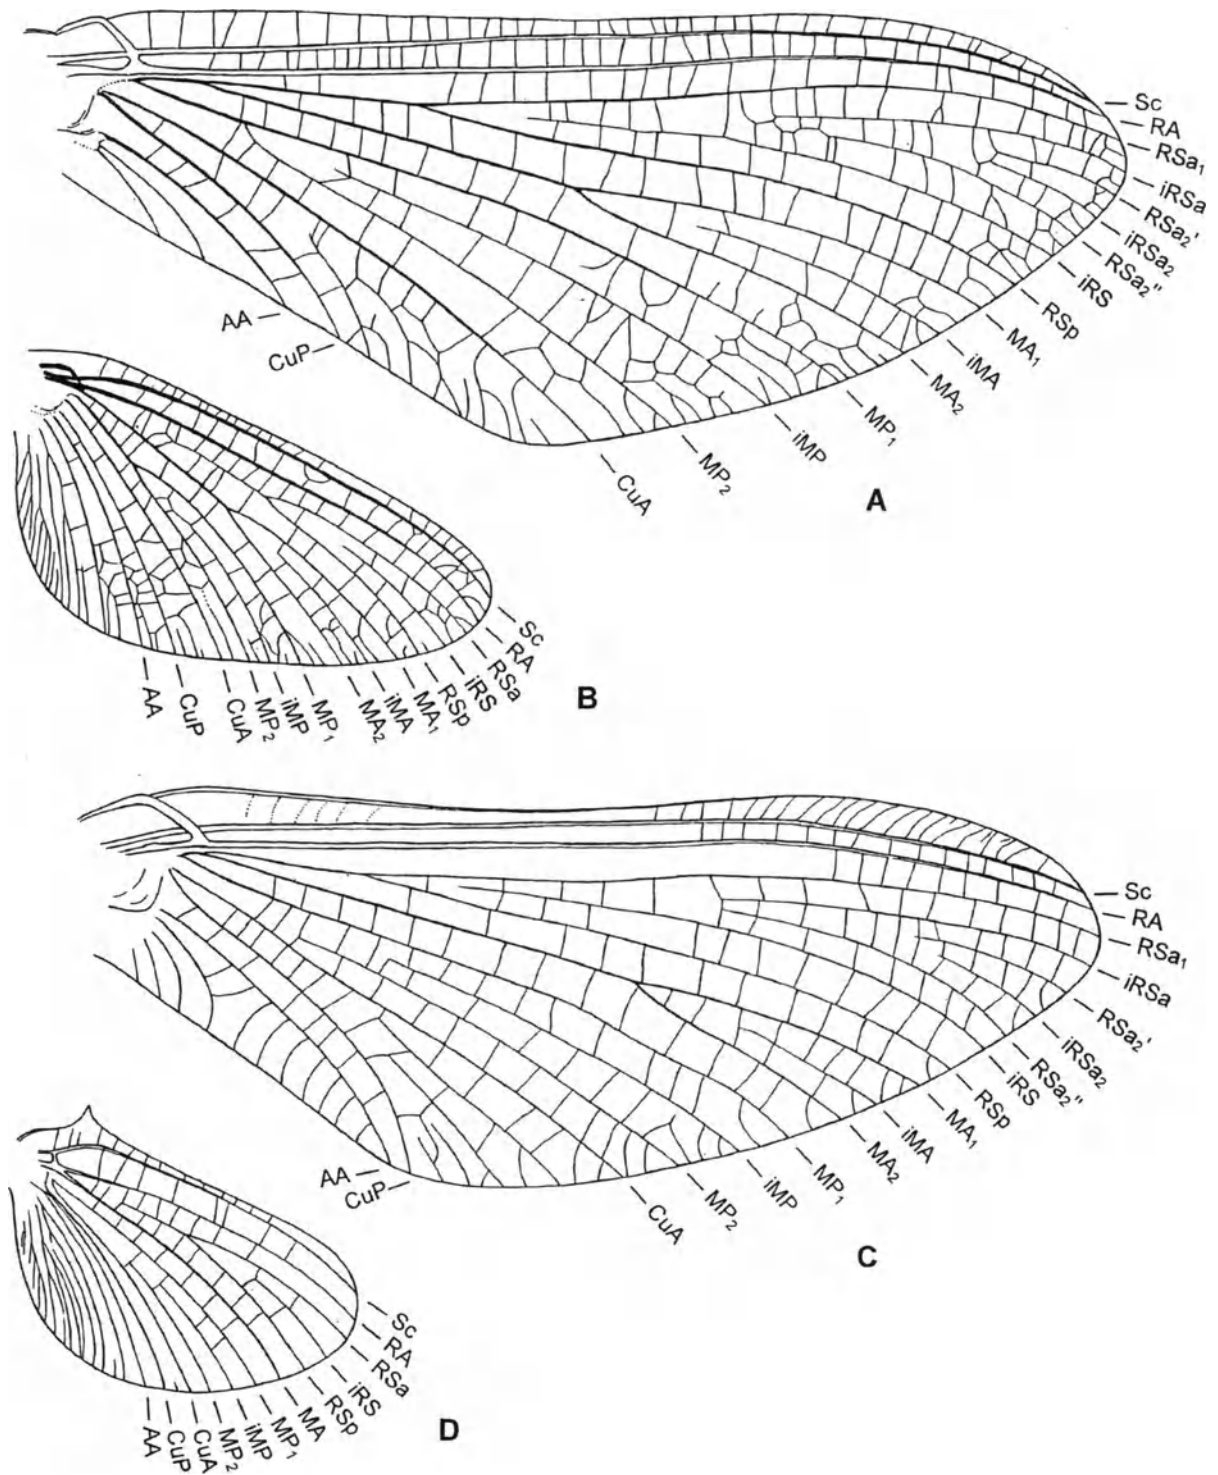 Sc
RA
RSa₁
iRSa
RSa₂'
iRSa₂
RSa₂"
iRS
RSp
MA₁
iMA
MA₂
MP₁
iMP
MP₂
CuA
CuP
AA
A
Sc
RA
RSa
iRS
RSp
MA₁
iMA
MA₂
MP₁
iMP
MP₂
CuA
CuP
AA
B
Sc
RA
RSa₁
iRSa
RSa₂'
iRSa₂
RSa₂"
iRS
RSp
MA₁
iMA
MA₂
MP₁
iMP
MP₂
CuA
CuP
AA
C
Sc
RA
RSa
iRS
RSp
MA
MP₁
iMP
MP₂
CuA
CuP
AA
D